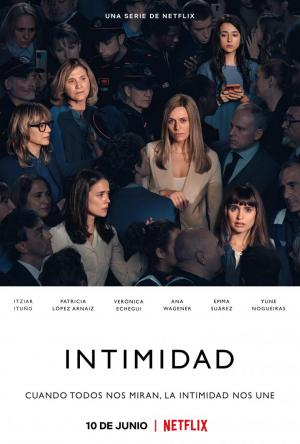 UNA SERIE DE NETFLIX
ITZIAR ITUÑO
PATRICIA LÓPEZ ARNAIZ
VERÓNICA ECHEGUI
ANA WAGENER
EMMA SUÁREZ
YUNE NOGUEIRAS
INTIMIDAD
CUANDO TODOS NOS MIRAN, LA INTIMIDAD NOS UNE
10 DE JUNIO | NETFLIX